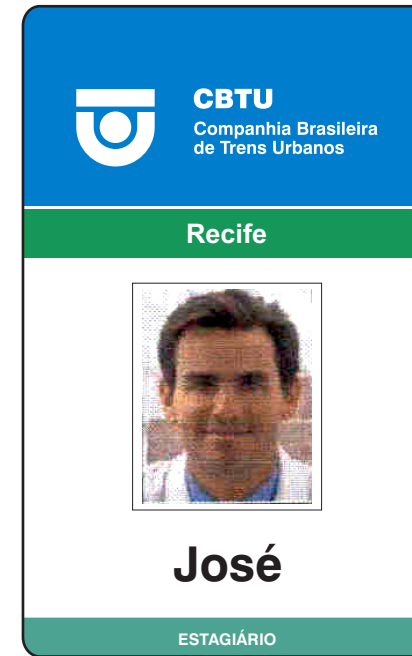 CBTU
Companhia Brasileira
de Trens Urbanos
Recife
José
ESTAGIÁRIO